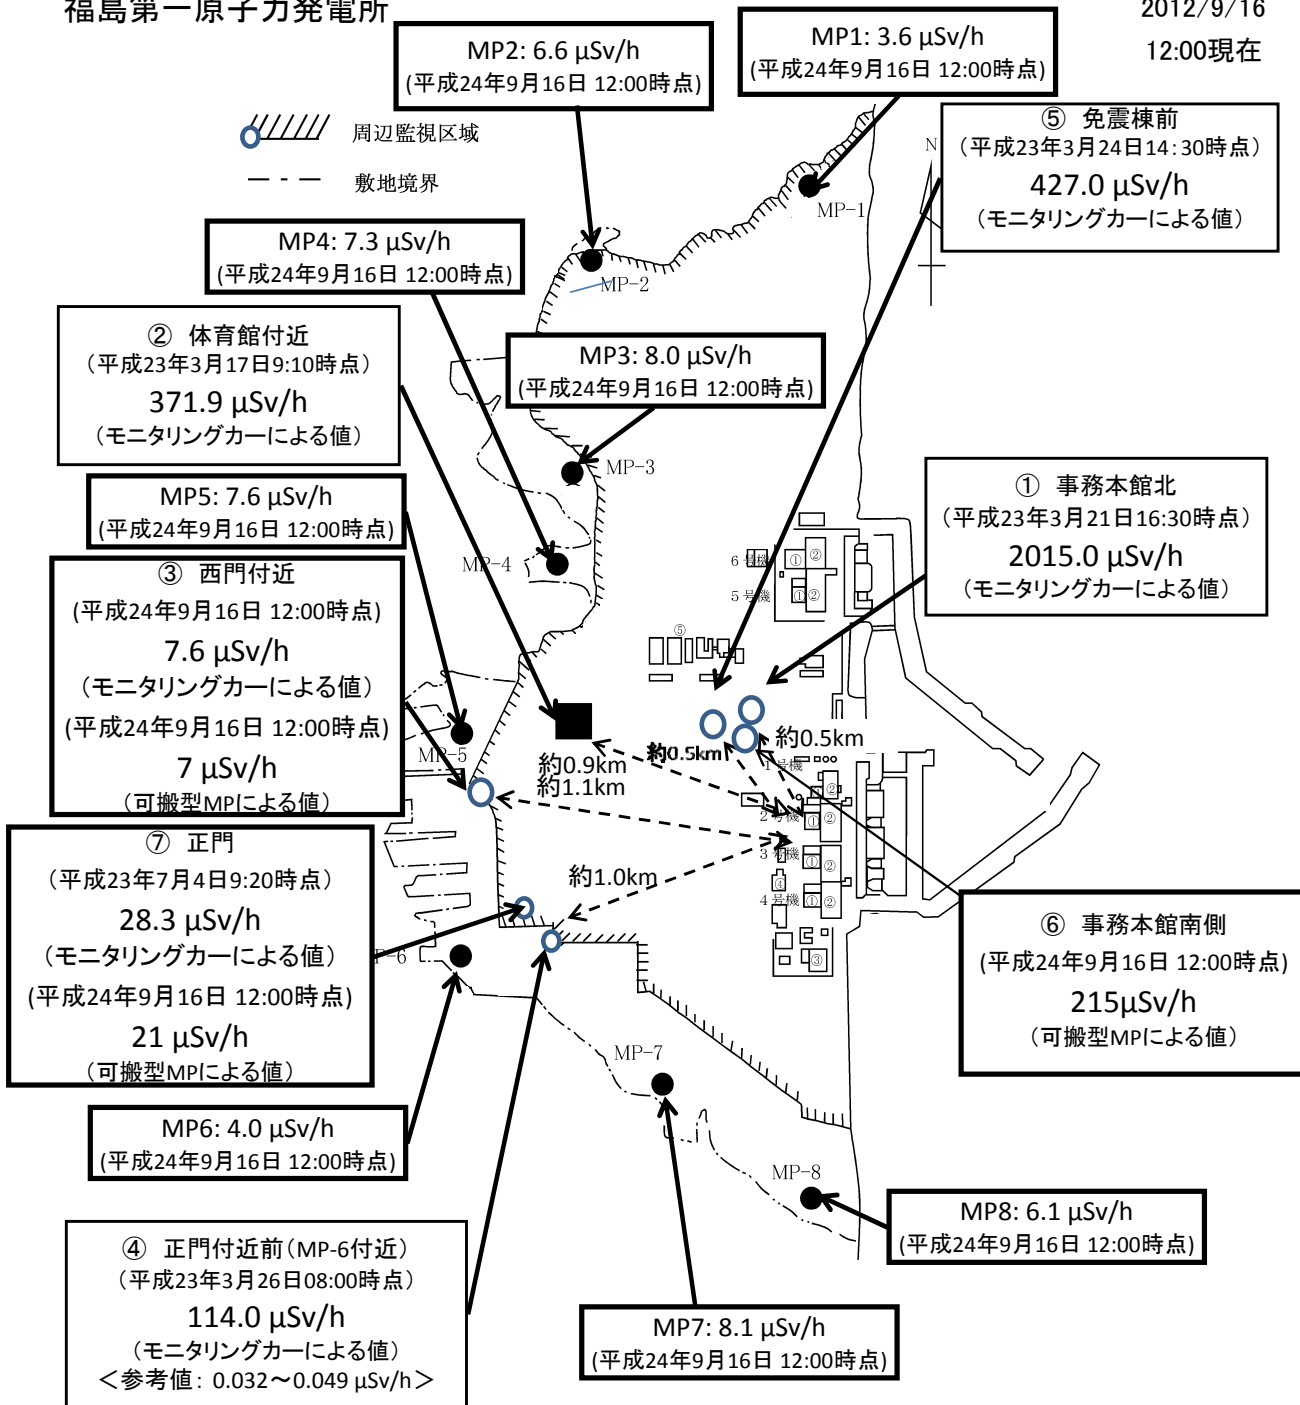 福島第一原子力発電所
2012/9/16
12:00現在
MP2: 6.6 μSv/h
(平成24年9月16日 12:00時点)
MP1: 3.6 μSv/h
(平成24年9月16日 12:00時点)
周辺監視区域
敷地境界
⑤ 免震棟前
(平成23年3月24日14:30時点)
427.0 μSv/h
(モニタリングカーによる値)
N
MP-1
MP4: 7.3 μSv/h
(平成24年9月16日 12:00時点)
MP-2
② 体育館付近
(平成23年3月17日9:10時点)
371.9 μSv/h
(モニタリングカーによる値)
MP3: 8.0 μSv/h
(平成24年9月16日 12:00時点)
MP-3
MP5: 7.6 μSv/h
(平成24年9月16日 12:00時点)
① 事務本館北
(平成23年3月21日16:30時点)
2015.0 μSv/h
(モニタリングカーによる値)
MP-4
6号機
① ②
5号機
① ②
③ 西門付近
(平成24年9月16日 12:00時点)
7.6 μSv/h
(モニタリングカーによる値)
(平成24年9月16日 12:00時点)
7 μSv/h
(可搬型MPによる値)
⑤
MP-5
約0.9km
約1.1km
約0.5km
約0.5km
1号機
②
2号機
① ②
3号機
① ②
④
4号機
① ②
③
約1.0km
⑦ 正門
(平成23年7月4日9:20時点)
28.3 μSv/h
(モニタリングカーによる値)
(平成24年9月16日 12:00時点)
21 μSv/h
(可搬型MPによる値)
P-6
⑥ 事務本館南側
(平成24年9月16日 12:00時点)
215μSv/h
(可搬型MPによる値)
MP-7
MP6: 4.0 μSv/h
(平成24年9月16日 12:00時点)
MP-8
MP8: 6.1 μSv/h
(平成24年9月16日 12:00時点)
④ 正門付近前(MP-6付近)
(平成23年3月26日08:00時点)
114.0 μSv/h
(モニタリングカーによる値)
＜参考値: 0.032～0.049 μSv/h＞
MP7: 8.1 μSv/h
(平成24年9月16日 12:00時点)